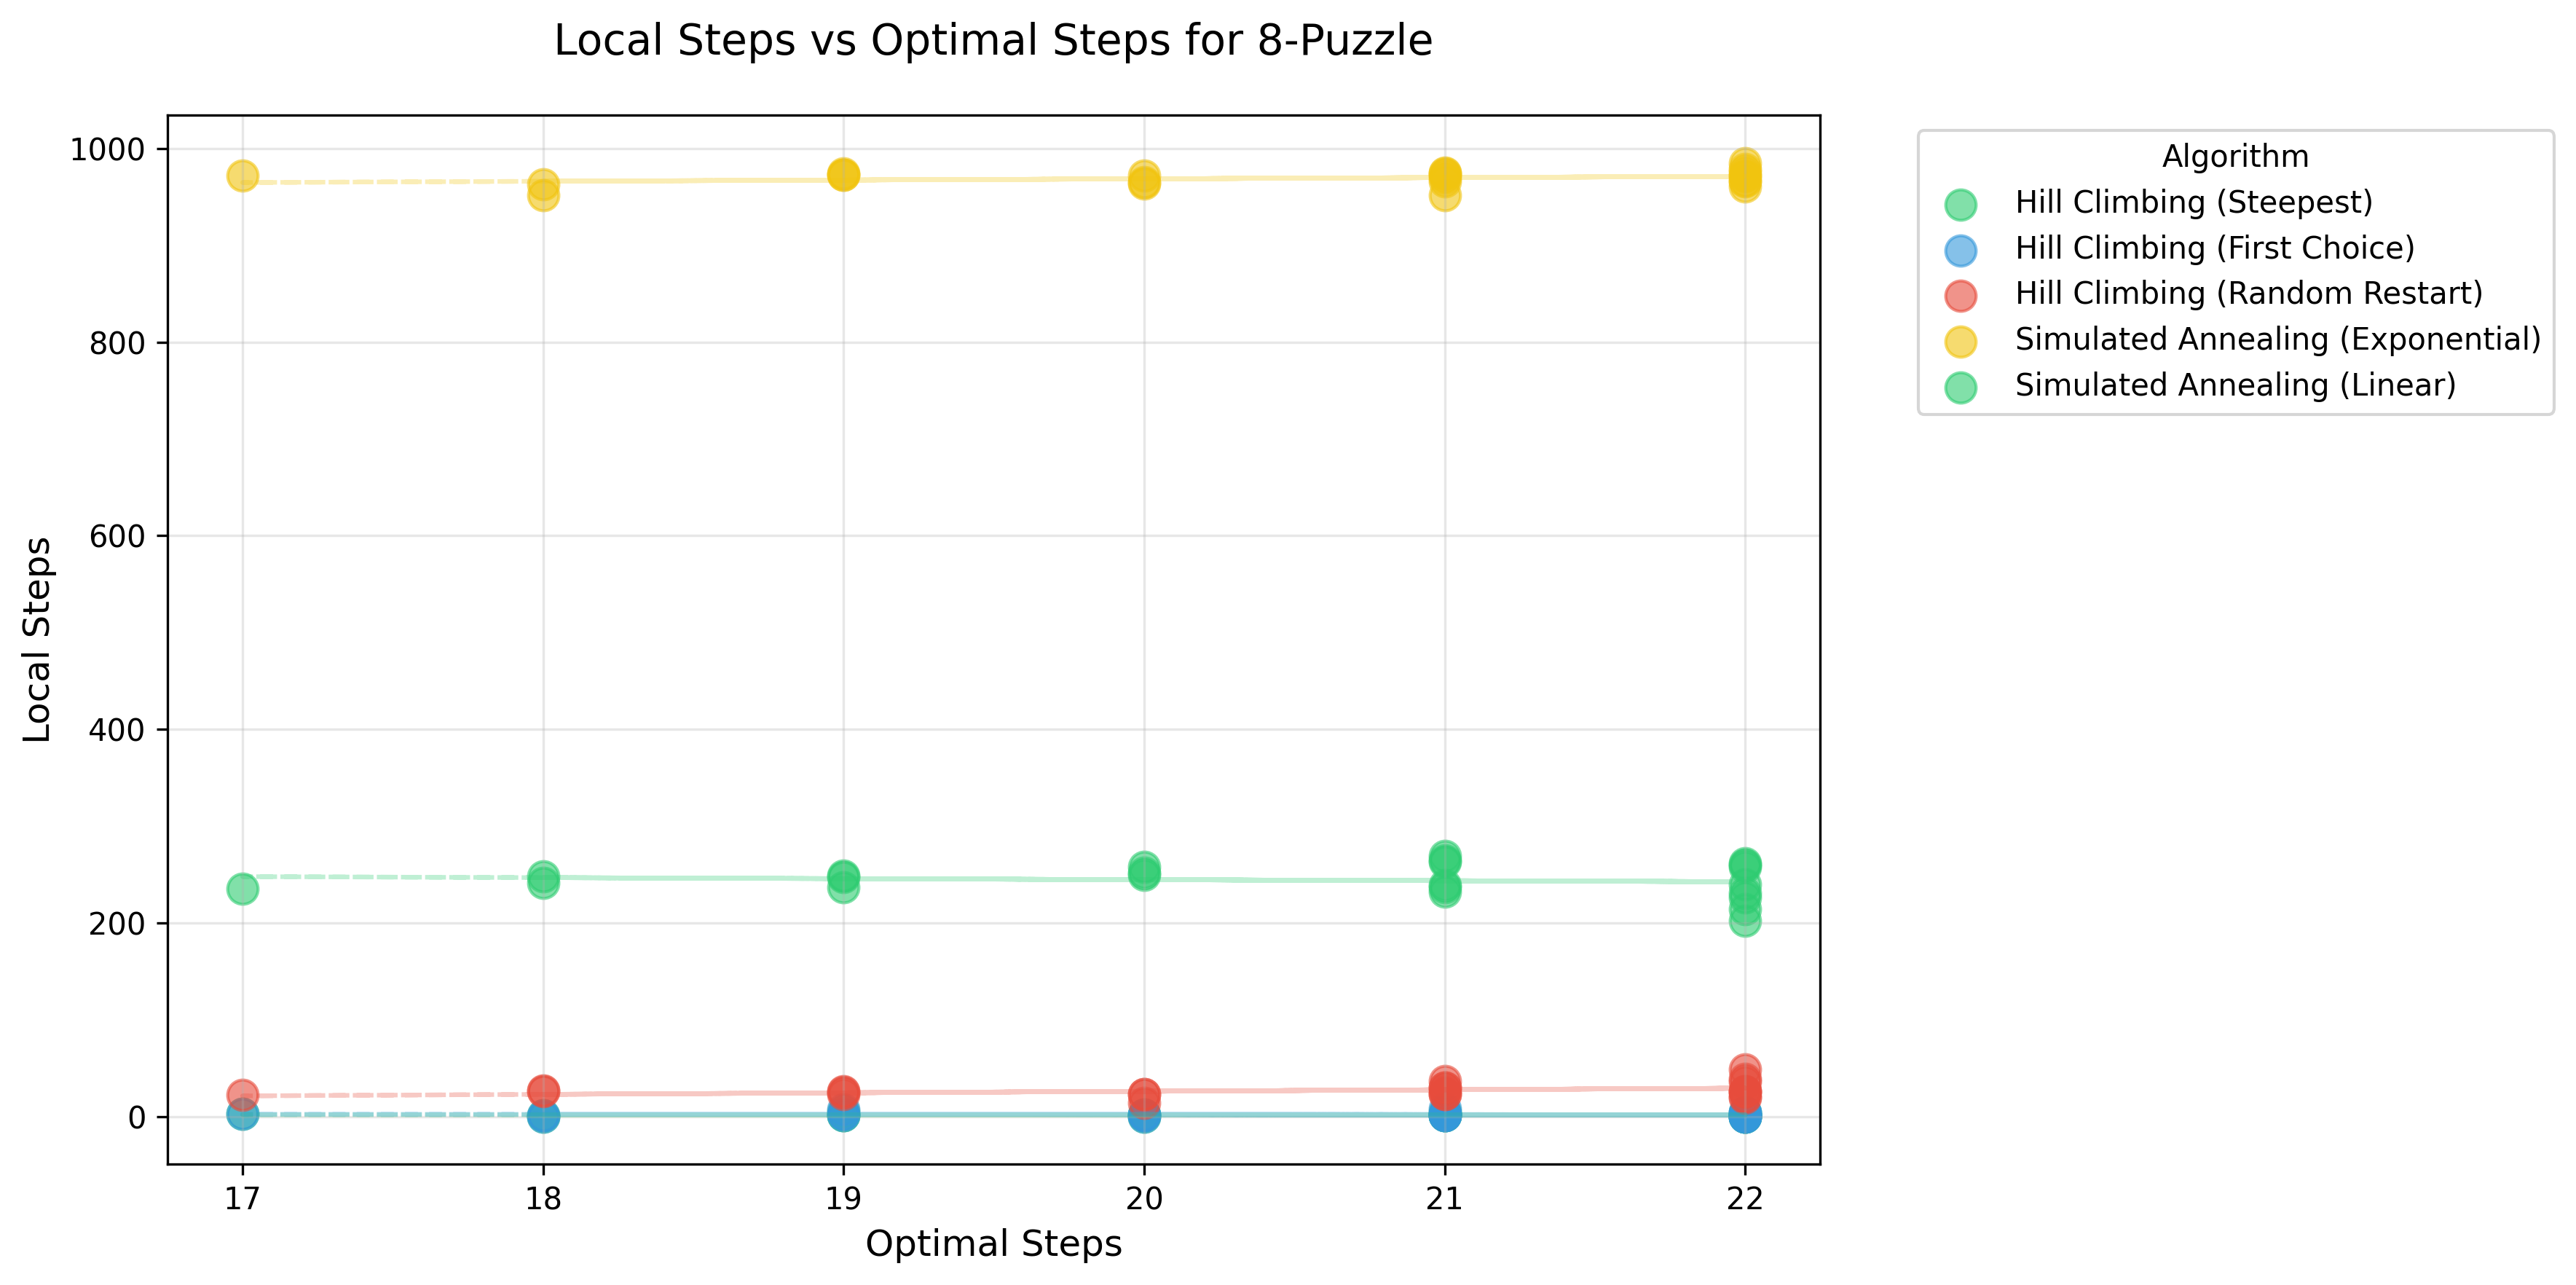 Local Steps vs Optimal Steps for 8-Puzzle
1000
800
600
400
200
0
Local Steps
17 18 19 20 21 22
Optimal Steps
Algorithm
Hill Climbing (Steepest)
Hill Climbing (First Choice)
Hill Climbing (Random Restart)
Simulated Annealing (Exponential)
Simulated Annealing (Linear)